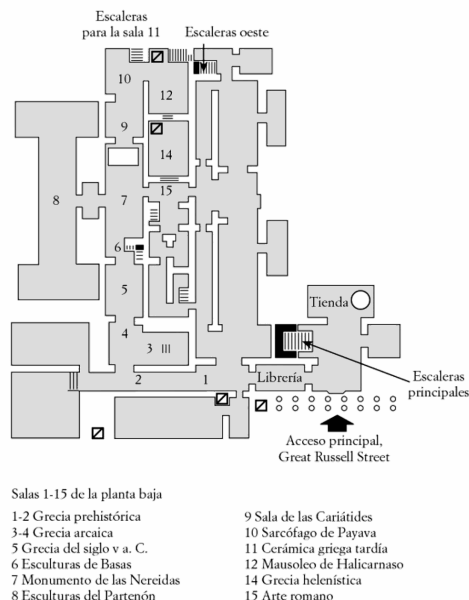 Escaleras
para la sala 11
Escaleras oeste
10
12
9
14
15
8
7
6
5
4
3
2
1
Tienda
Librería
Escaleras
principales
Acceso principal,
Great Russell Street
Salas 1-15 de la planta baja
1-2 Grecia prehistórica
3-4 Grecia arcaica
5 Grecia del siglo v a. C.
6 Esculturas de Basas
7 Monumento de las Nereidas
8 Esculturas del Partenón
9 Sala de las Cariátides
10 Sarcófago de Payava
11 Cerámica griega tardía
12 Mausoleo de Halicarnaso
14 Grecia helenística
15 Arte romano